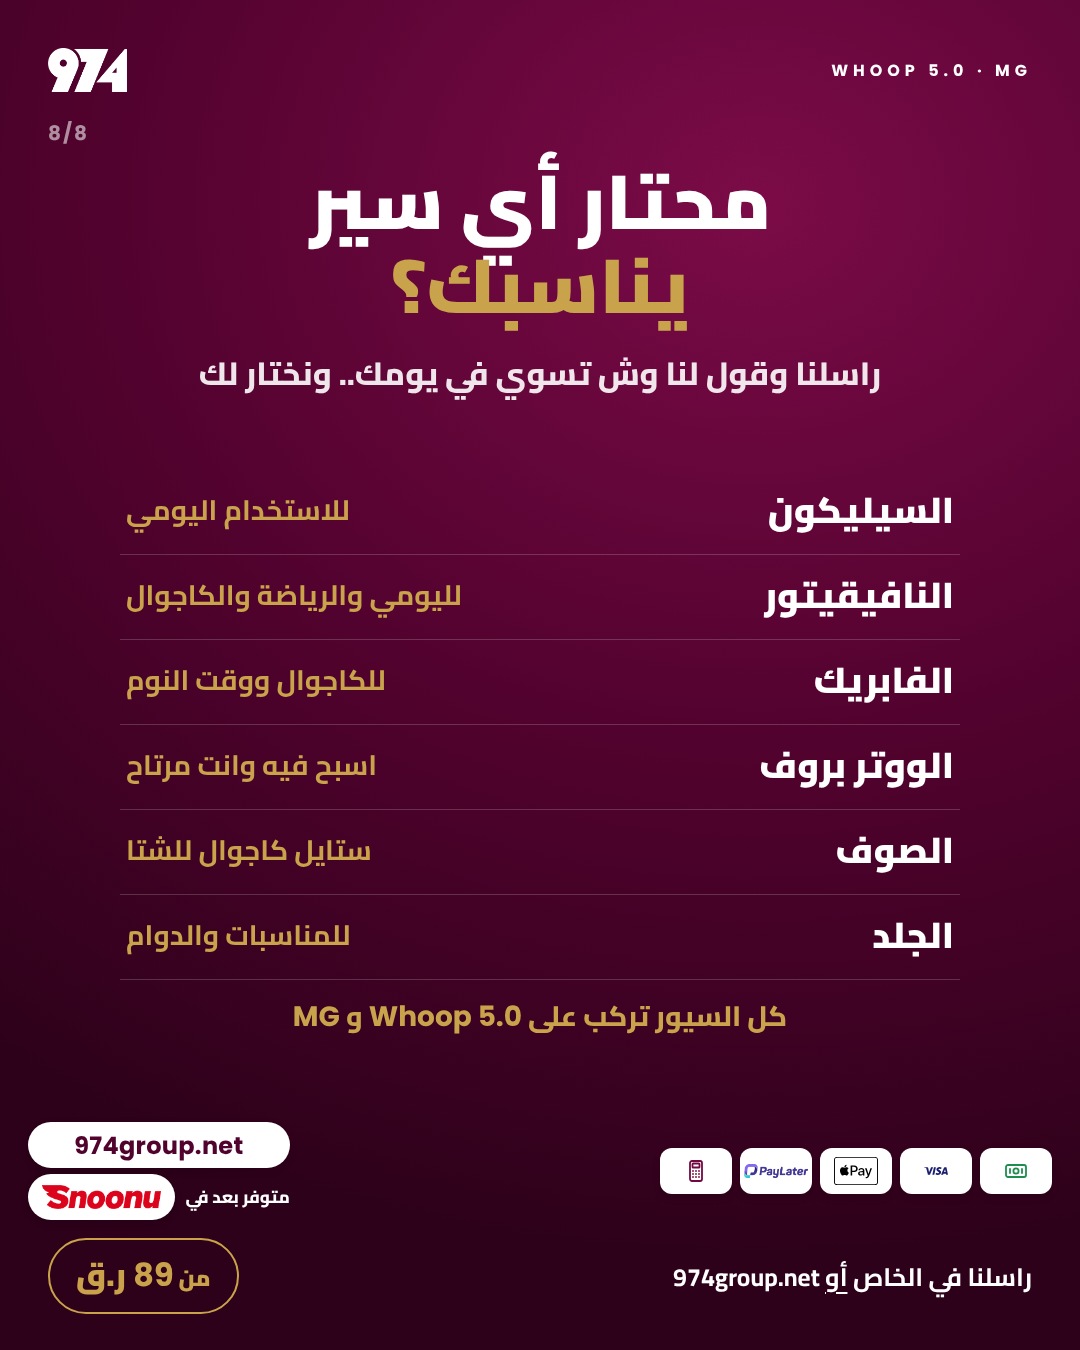 974
WHOOP 5.0 · MG
8/8
محتار أي سير
يناسبك؟
راسلنا وقول لنا وش تسوي في يومك.. ونختار لك
السيليكون للاستخدام اليومي
النافيقيتور لليومي والرياضة والكاجوال
الفابريك للكاجوال ووقت النوم
الووتر بروف اسبح فيه وانت مرتاح
الصوف ستايل كاجوال للشتا
الجلد للمناسبات والدوام
كل السيور تركب على Whoop 5.0 و MG
974group.net
متوفر بعد في Snoonu
PayLater Pay VISA
من 89 ر.ق
راسلنا في الخاص أو 974group.net